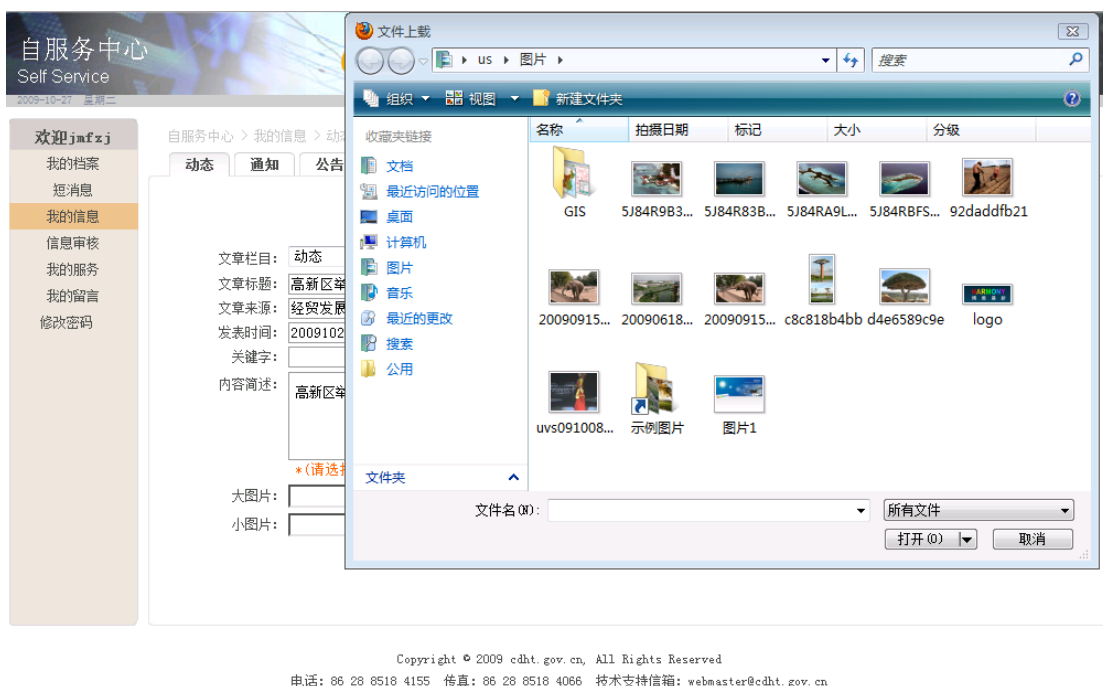 自服务中心
Self Service
2009-10-27 星期二
欢迎jmfzj
我的档案
短消息
我的信息
信息审核
我的服务
我的留言
修改密码
自服务中心 > 我的信息 > 动
动态 通知 公告
文章栏目: 动态
文章标题: 高新区举
文章来源: 经贸发展
发表时间: 2009102
关键字:
内容简述: 高新区举
*(请选择
大图片:
小图片:
文件上载
us 图片
搜索
组织 视图 新建文件夹
收藏夹链接
文档
最近访问的位置
桌面
计算机
图片
音乐
最近的更改
搜索
公用
文件夹
名称 拍摄日期 标记 大小 分级
GIS 5J84R9B3... 5J84R83B... 5J84RA9L... 5J84RBFS... 92daddfb21
20090915... 20090618... 20090915... c8c818b4bb d4e6589c9e logo
HARMONY
uvs091008... 示例图片 图片1
文件名(N):
所有文件
打开(O) 取消
Copyright © 2009 cdht.gov.cn, All Rights Reserved
电话: 86 28 8518 4155 传真: 86 28 8518 4066 技术支持信箱: webmaster@cdht.gov.cn